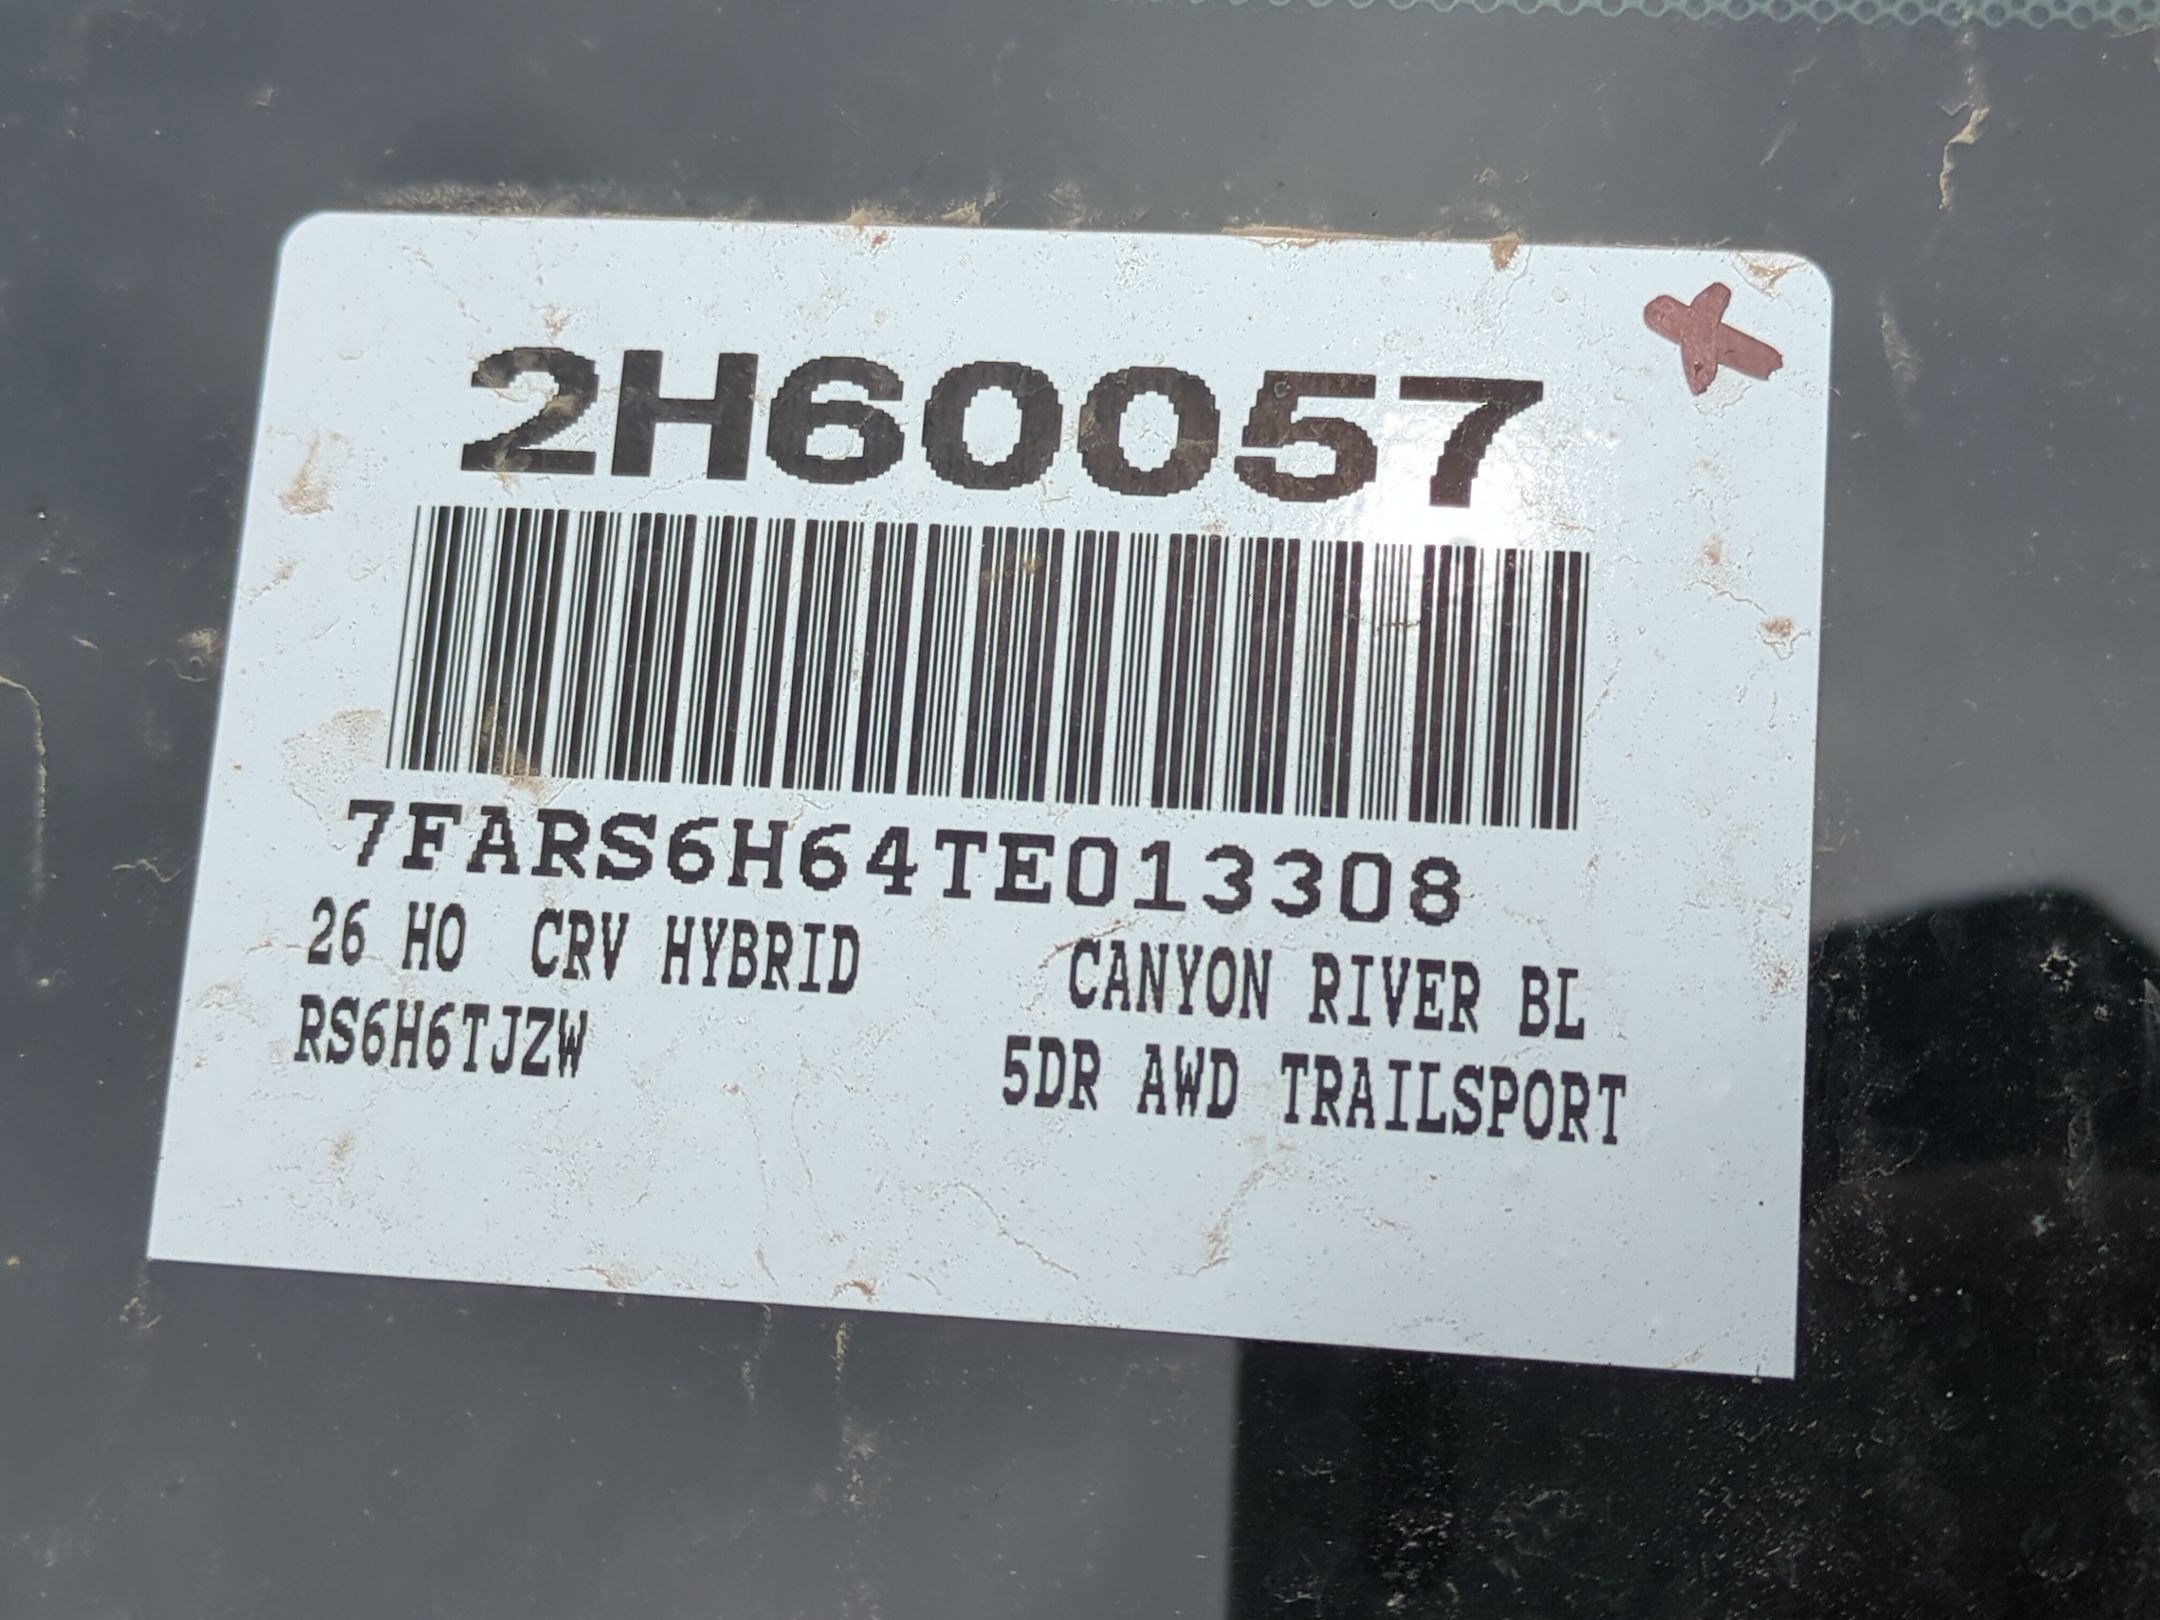 2H60057
7FARS6H64TE013308
26 HO CRV HYBRID CANYON RIVER BL
RS6H6TJZW 5DR AWD TRAILSPORT